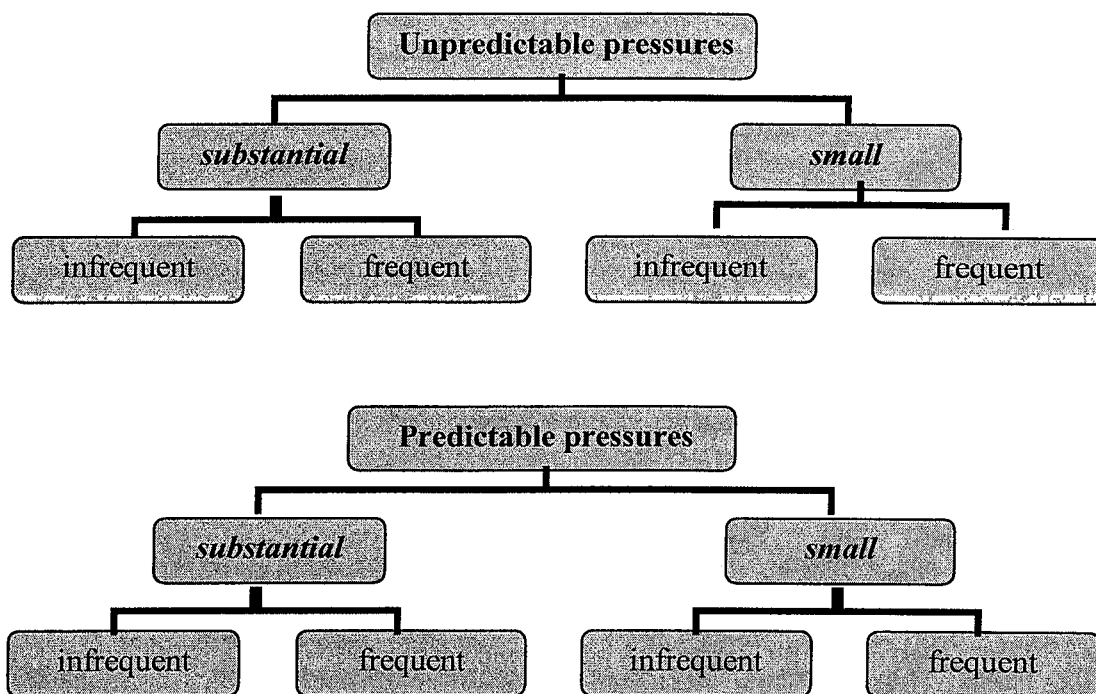 Unpredictable pressures
substantial small
infrequent frequent infrequent frequent
Predictable pressures
substantial small
infrequent frequent infrequent frequent